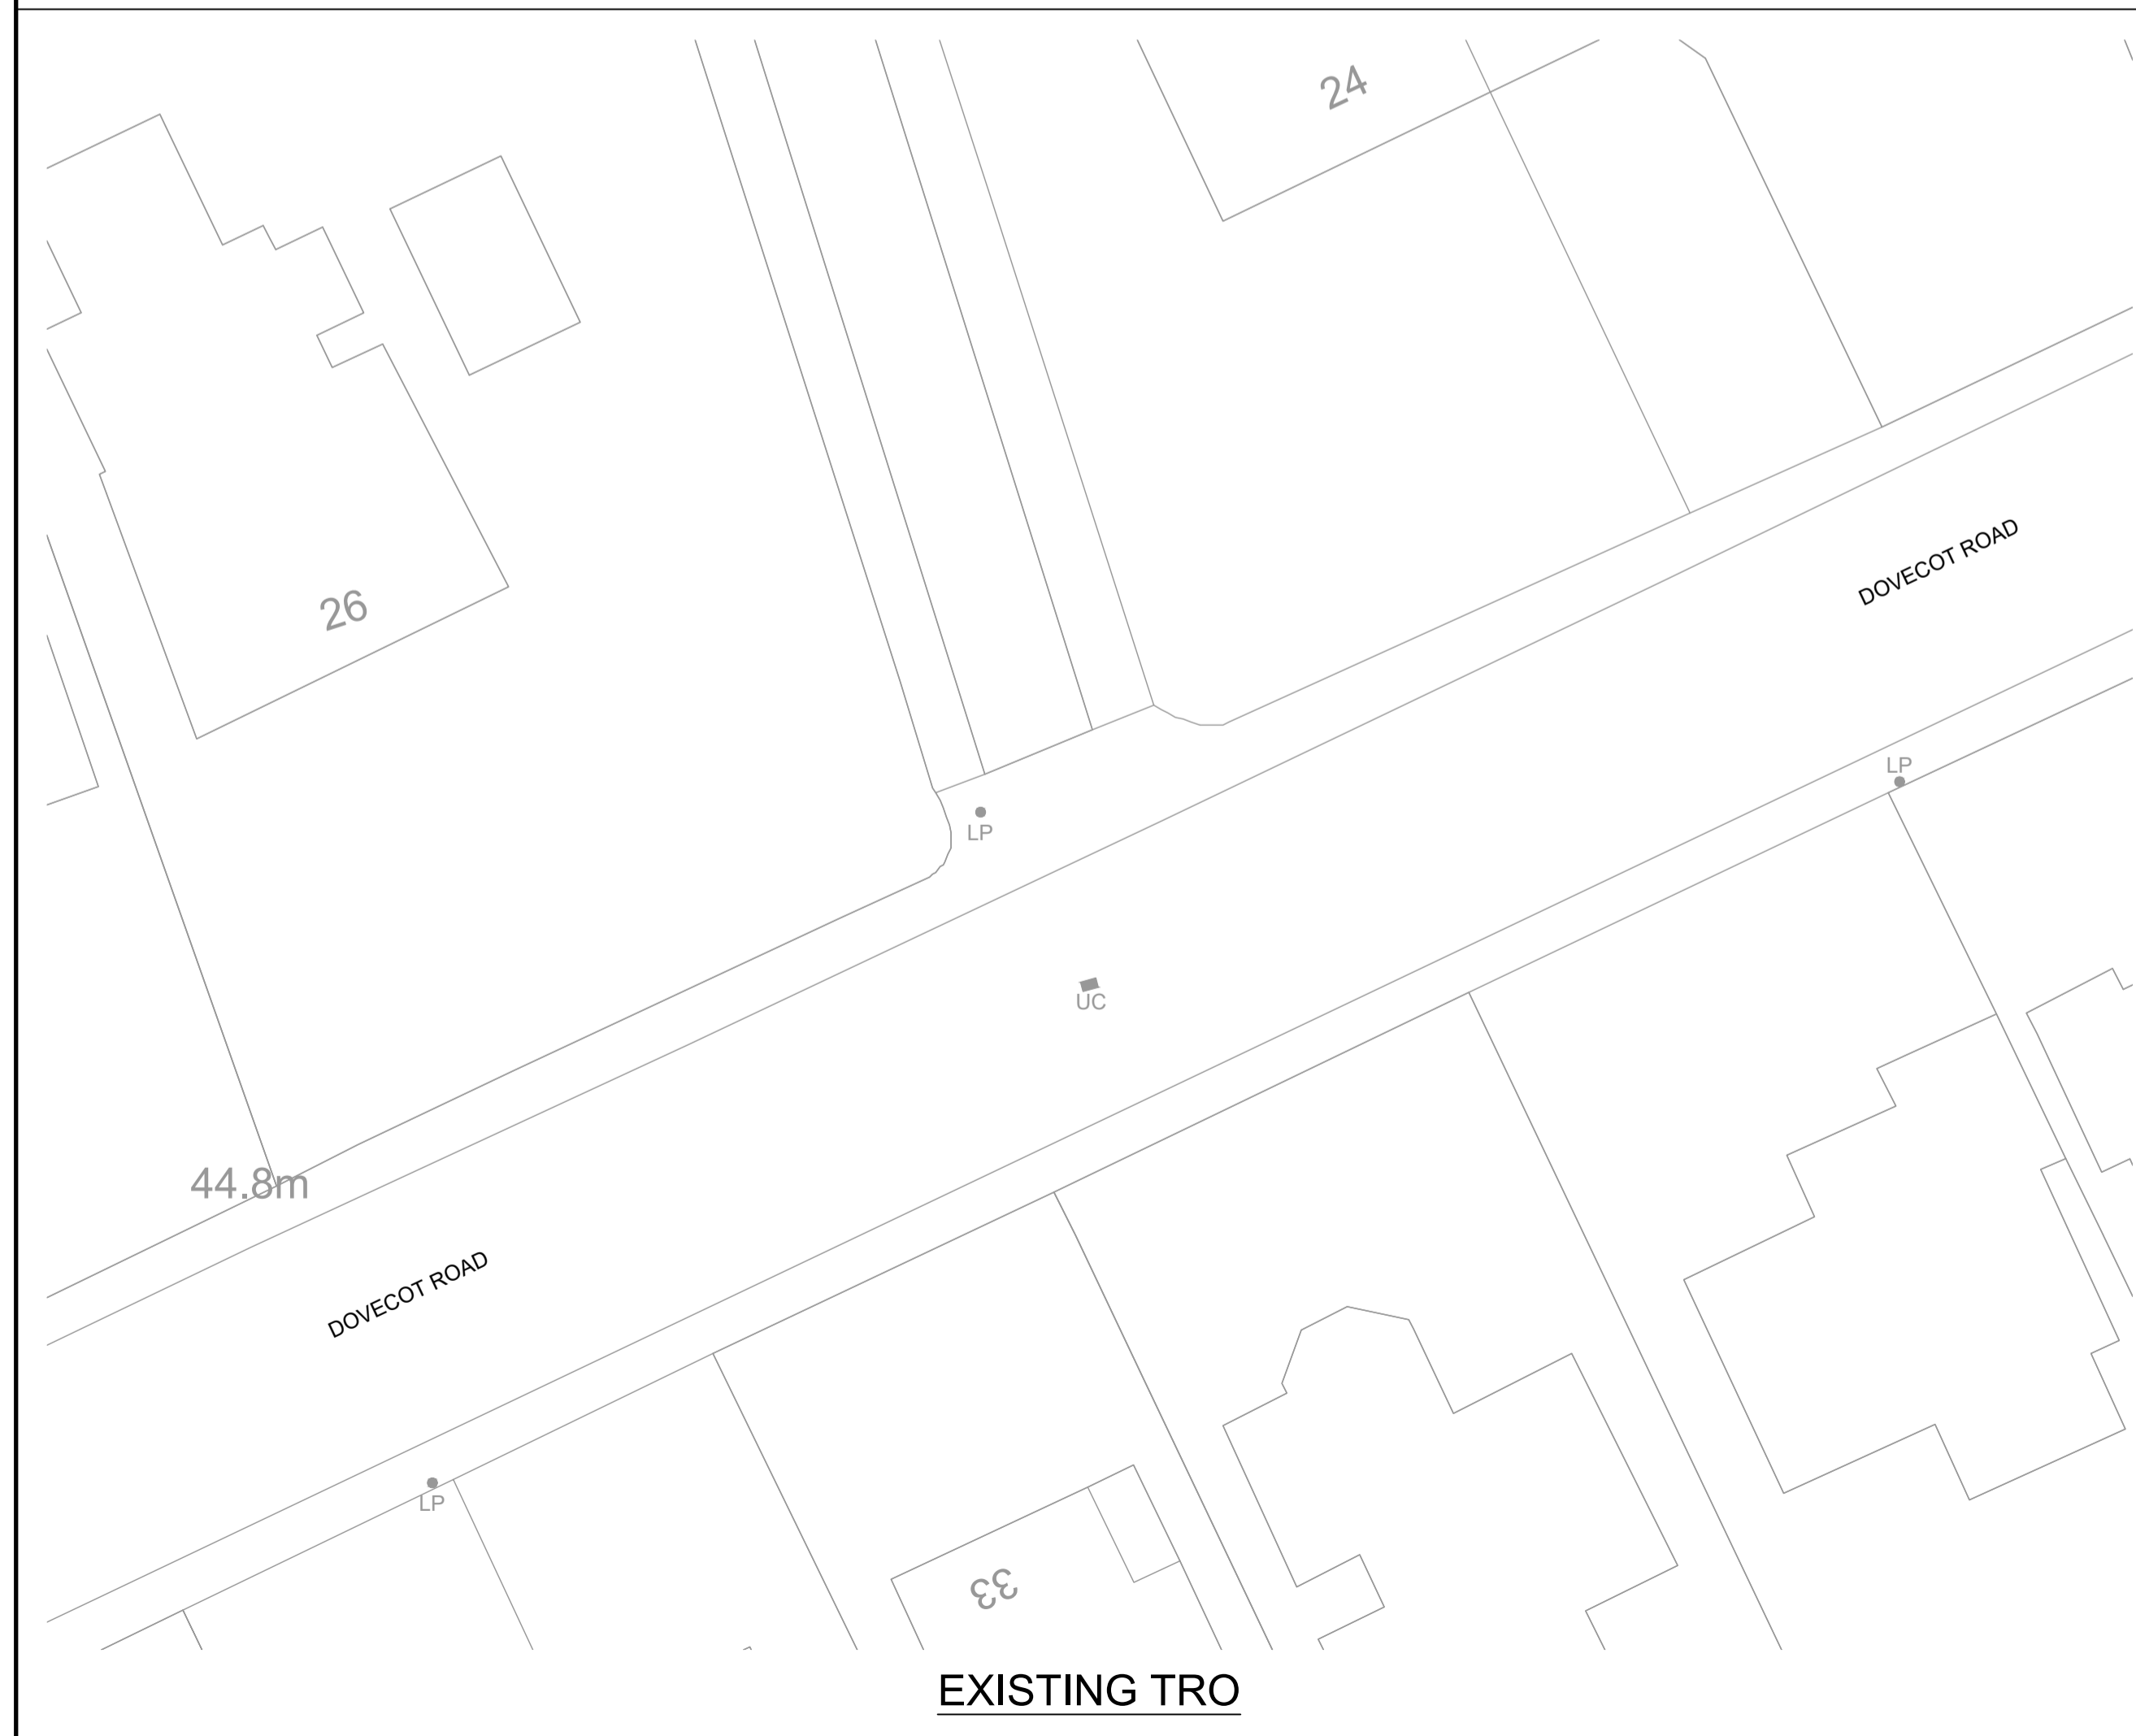 24
DOVECOT ROAD
26
LP
LP
UC
44.8m
DOVECOT ROAD
LP
33
EXISTING TRO